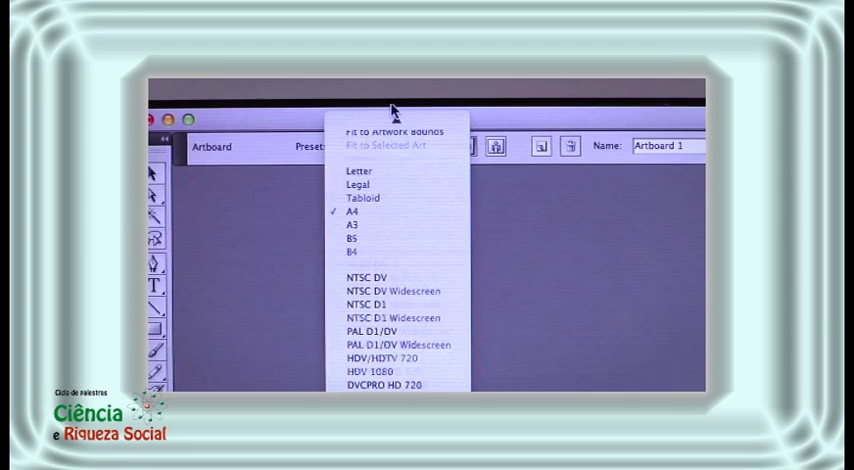 Fit to Artwork Bounds
Fit to Selected Art
Artboard
Preset:
Name:
Artboard 1
Letter
Legal
Tabloid
✓ A4
A3
B5
B4
NTSC DV
NTSC DV Widescreen
NTSC D1
NTSC D1 Widescreen
PAL D1/DV
PAL D1/DV Widescreen
HDV/HDTV 720
HDV 1080
DVCPRO HD 720
T
Ciclo de palestras
Ciência
e Riqueza Social